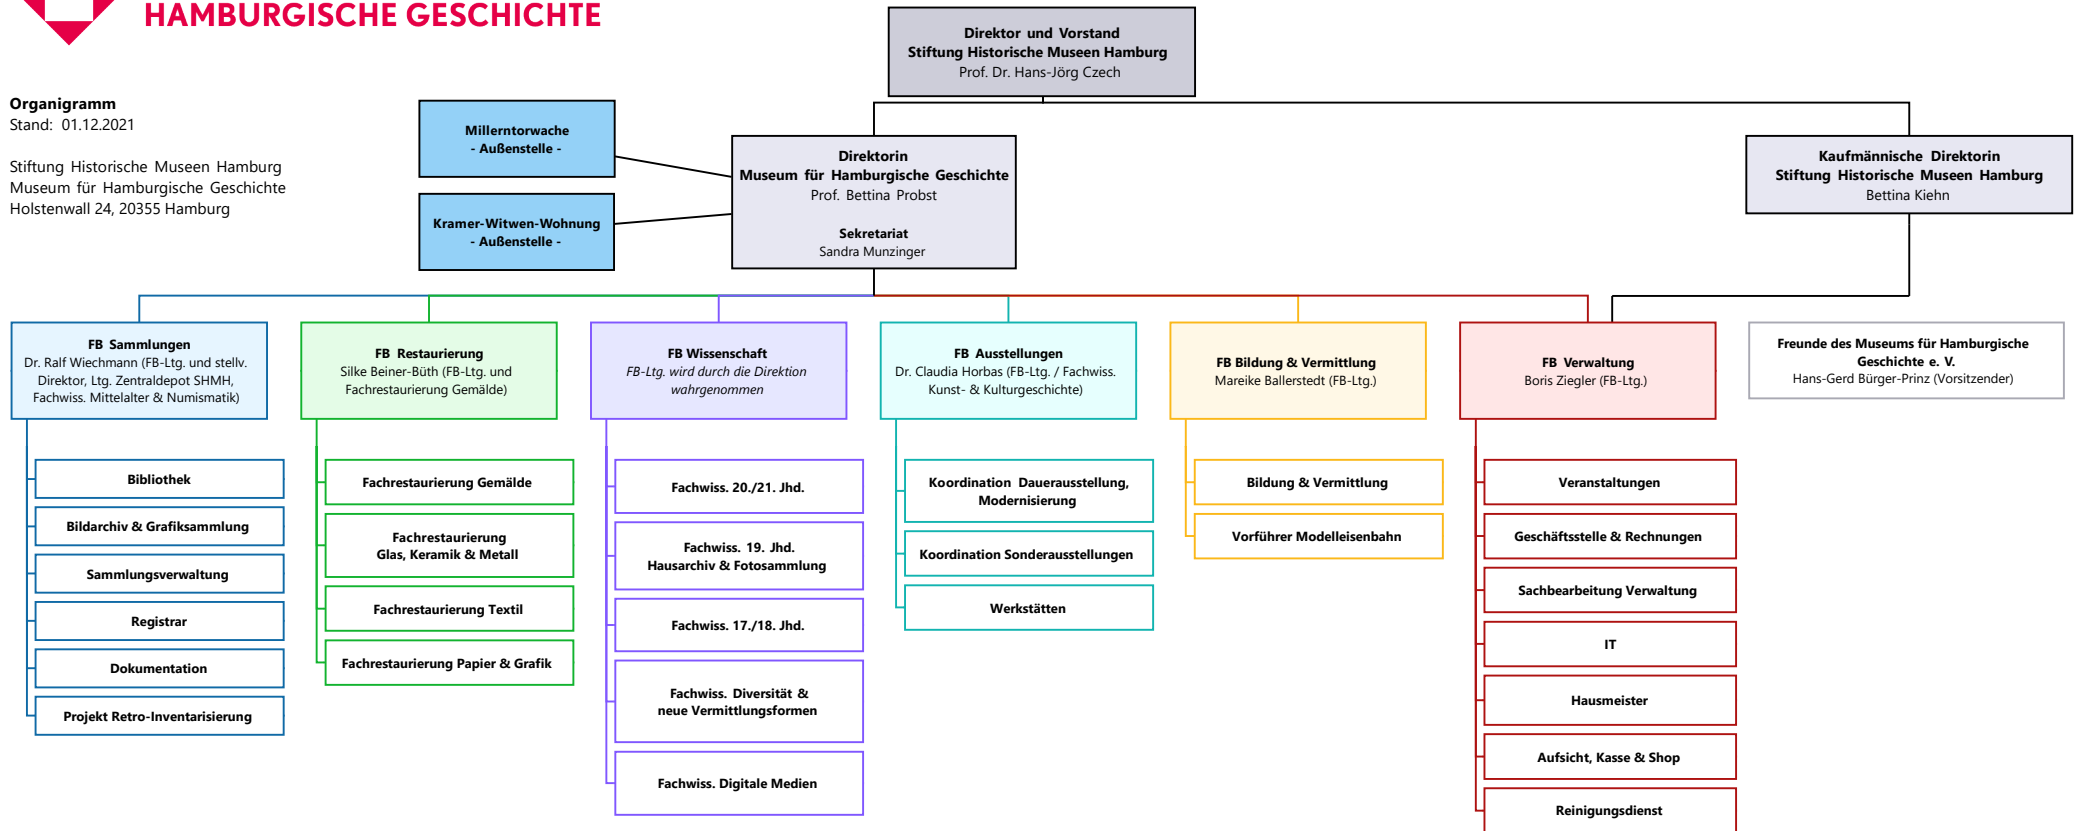 HAMBURGISCHE GESCHICHTE
Direktor und Vorstand
Stiftung Historische Museen Hamburg
Prof. Dr. Hans-Jörg Czech
Organigramm
Stand: 01.12.2021
Stiftung Historische Museen Hamburg
Museum für Hamburgische Geschichte
Holstenwall 24, 20355 Hamburg
Millerntorwache
- Außenstelle -
Kramer-Witwen-Wohnung
- Außenstelle -
Direktorin
Museum für Hamburgische Geschichte
Prof. Bettina Probst
Sekretariat
Sandra Munzinger
Kaufmännische Direktorin
Stiftung Historische Museen Hamburg
Bettina Kiehn
FB Sammlungen
Dr. Ralf Wiechmann (FB-Ltg. und stellv.
Direktor, Ltg. Zentraldepot SHMH,
Fachwiss. Mittelalter & Numismatik)
Bibliothek
Bildarchiv & Grafiksammlung
Sammlungsverwaltung
Registrar
Dokumentation
Projekt Retro-Inventarisierung
FB Restaurierung
Silke Beiner-Büth (FB-Ltg. und
Fachrestaurierung Gemälde)
Fachrestaurierung Gemälde
Fachrestaurierung
Glas, Keramik & Metall
Fachrestaurierung Textil
Fachrestaurierung Papier & Grafik
FB Wissenschaft
FB-Ltg. wird durch die Direktion
wahrgenommen
Fachwiss. 20./21. Jhd.
Fachwiss. 19. Jhd.
Hausarchiv & Fotosammlung
Fachwiss. 17./18. Jhd.
Fachwiss. Diversität &
neue Vermittlungsformen
Fachwiss. Digitale Medien
FB Ausstellungen
Dr. Claudia Horbas (FB-Ltg. / Fachwiss.
Kunst- & Kulturgeschichte)
Koordination Dauerausstellung,
Modernisierung
Koordination Sonderausstellungen
Werkstätten
FB Bildung & Vermittlung
Mareike Ballerstedt (FB-Ltg.)
Bildung & Vermittlung
Vorführer Modelleisenbahn
FB Verwaltung
Boris Ziegler (FB-Ltg.)
Veranstaltungen
Geschäftsstelle & Rechnungen
Sachbearbeitung Verwaltung
IT
Hausmeister
Aufsicht, Kasse & Shop
Reinigungsdienst
Freunde des Museums für Hamburgische
Geschichte e. V.
Hans-Gerd Bürger-Prinz (Vorsitzender)